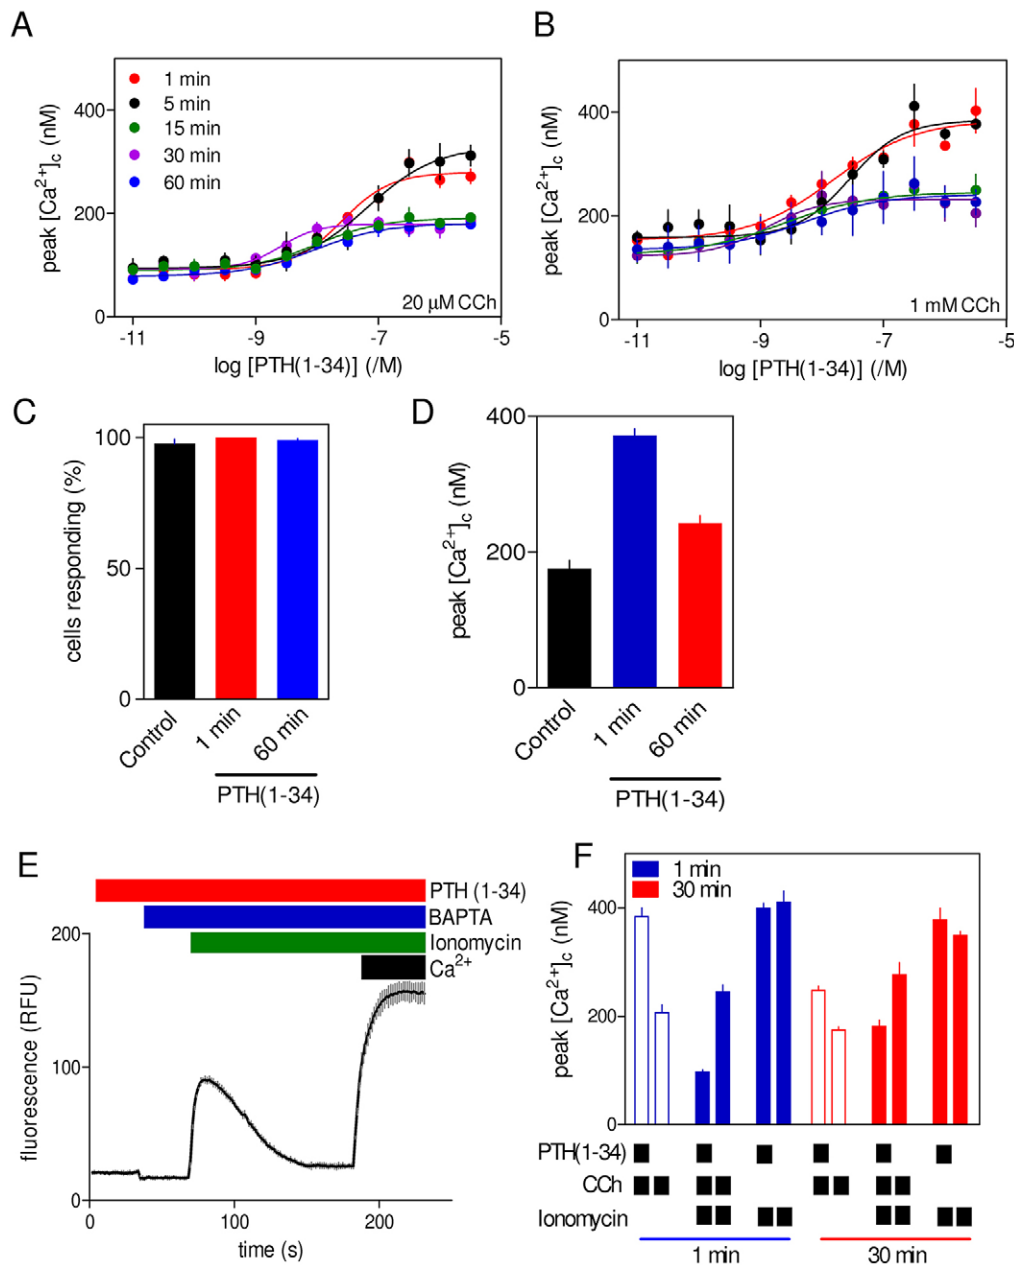 A
peak [Ca2+]c (nM)
400
200
0
1 min
5 min
15 min
30 min
60 min
20 μM CCh
-11
-9
-7
-5
log [PTH(1-34)] (/M)
B
peak [Ca2+]c (nM)
400
200
0
1 mM CCh
-11
-9
-7
-5
log [PTH(1-34)] (/M)
C
cells responding (%)
100
50
0
Control
1 min
60 min
PTH(1-34)
D
peak [Ca2+]c (nM)
400
200
0
Control
1 min
60 min
PTH(1-34)
E
PTH (1-34)
BAPTA
Ionomycin
Ca2+
fluorescence (RFU)
200
100
0
0
100
200
time (s)
F
1 min
30 min
peak [Ca2+]c (nM)
400
200
0
PTH(1-34)
CCh
Ionomycin
1 min
30 min